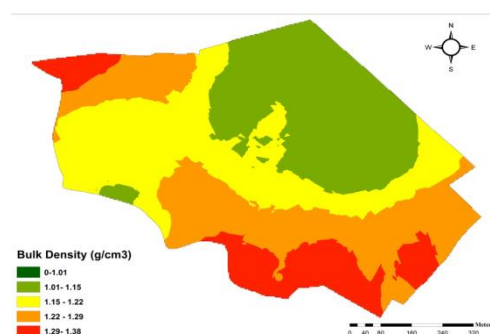 N
W E
S
Bulk Density (g/cm3)
0-1.01
1.01- 1.15
1.15 - 1.22
1.22 - 1.29
1.29- 1.38
0 40 80 160 240 320